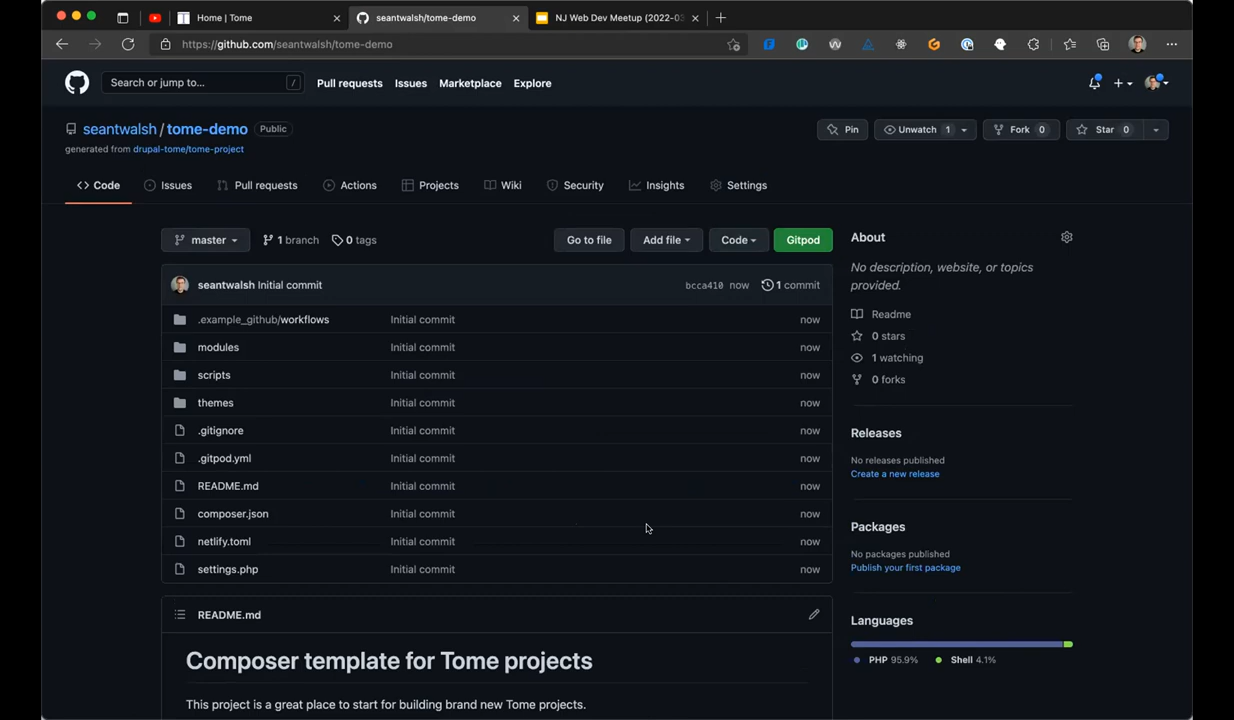 Home | Tome
seantwalsh/tome-demo
NJ Web Dev Meetup (2022-03
https://github.com/seantwalsh/tome-demo
Search or jump to...
/
Pull requests
Issues
Marketplace
Explore
seantwalsh / tome-demo
Public
Pin
Unwatch 1
Fork 0
Star 0
generated from drupal-tome/tome-project
Code
Issues
Pull requests
Actions
Projects
Wiki
Security
Insights
Settings
master
1 branch
0 tags
Go to file
Add file
Code
Gitpod
About
No description, website, or topics
provided.
seantwalsh Initial commit
bcca410 now
1 commit
.example_github/workflows Initial commit now
modules Initial commit now
scripts Initial commit now
themes Initial commit now
.gitignore Initial commit now
.gitpod.yml Initial commit now
README.md Initial commit now
composer.json Initial commit now
netlify.toml Initial commit now
settings.php Initial commit now
Readme
0 stars
1 watching
0 forks
Releases
No releases published
Create a new release
Packages
No packages published
Publish your first package
Languages
PHP 95.9%
Shell 4.1%
README.md
Composer template for Tome projects
This project is a great place to start for building brand new Tome projects.